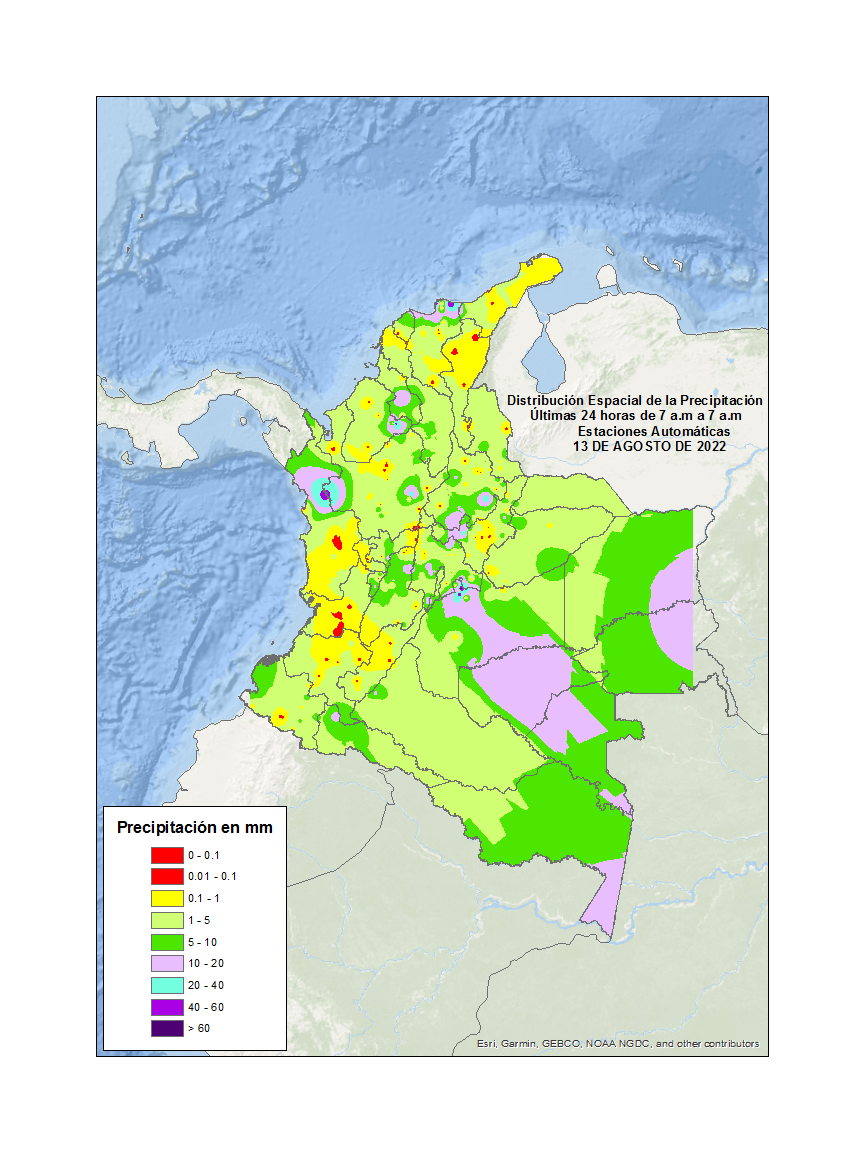 Distribución Espacial de la Precipitación
Últimas 24 horas de 7 a.m a 7 a.m
Estaciones Automáticas
13 DE AGOSTO DE 2022
Precipitación en mm
0 - 0.1
0.01 - 0.1
0.1 - 1
1 - 5
5 - 10
10 - 20
20 - 40
40 - 60
> 60
Esri, Garmin, GEBCO, NOAA NGDC, and other contributors